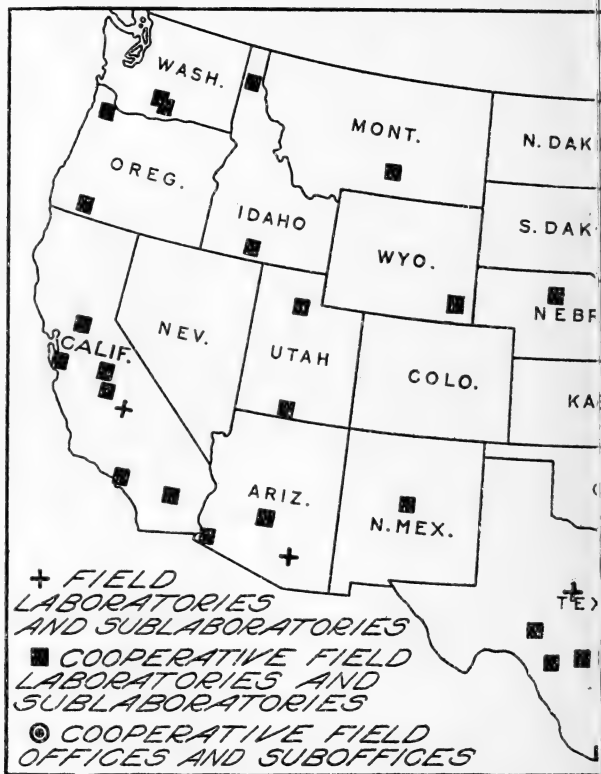 WASH.
MONT.
N. DAK
OREG.
IDAHO
S. DAK
WYO.
NEBR
NEV.
CALIF.
UTAH
COLO.
KA
ARIZ.
N. MEX.
TEX
+ FIELD
LABORATORIES
AND SUBLABORATORIES
■ COOPERATIVE FIELD
LABORATORIES AND
SUBLABORATORIES
◉ COOPERATIVE FIELD
OFFICES AND SUBOFFICES